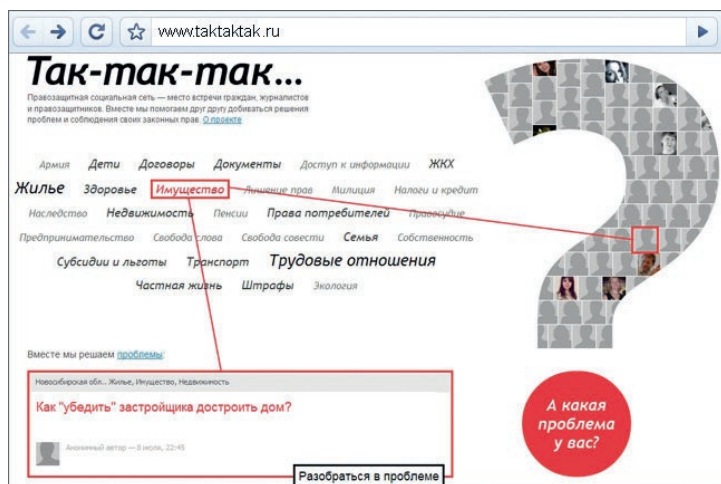 www.taktaktak.ru
Так-так-так...
Правозащитная социальная сеть — место встречи граждан, журналистов
и правозащитников. Вместе мы помогаем друг другу добиваться решения
проблем и соблюдения своих законных прав. О проекте
Армия Дети Договоры Документы Доступ к информации ЖКХ
Жилье Здоровье Имущество Лишение прав Милиция Налоги и кредит
Наследство Недвижимость Пенсии Права потребителей Правосудие
Предпринимательство Свобода слова Свобода совести Семья Собственность
Субсидии и льготы Транспорт Трудовые отношения
Частная жизнь Штрафы Экология
Вместе мы решаем проблемы:
Новосибирская обл.. Жилье, Имущество, Недвижимость
Как "убедить" застройщика достроить дом?
Анонимный автор — 8 июля, 22:45
Разобраться в проблеме
А какая
проблема
у вас?